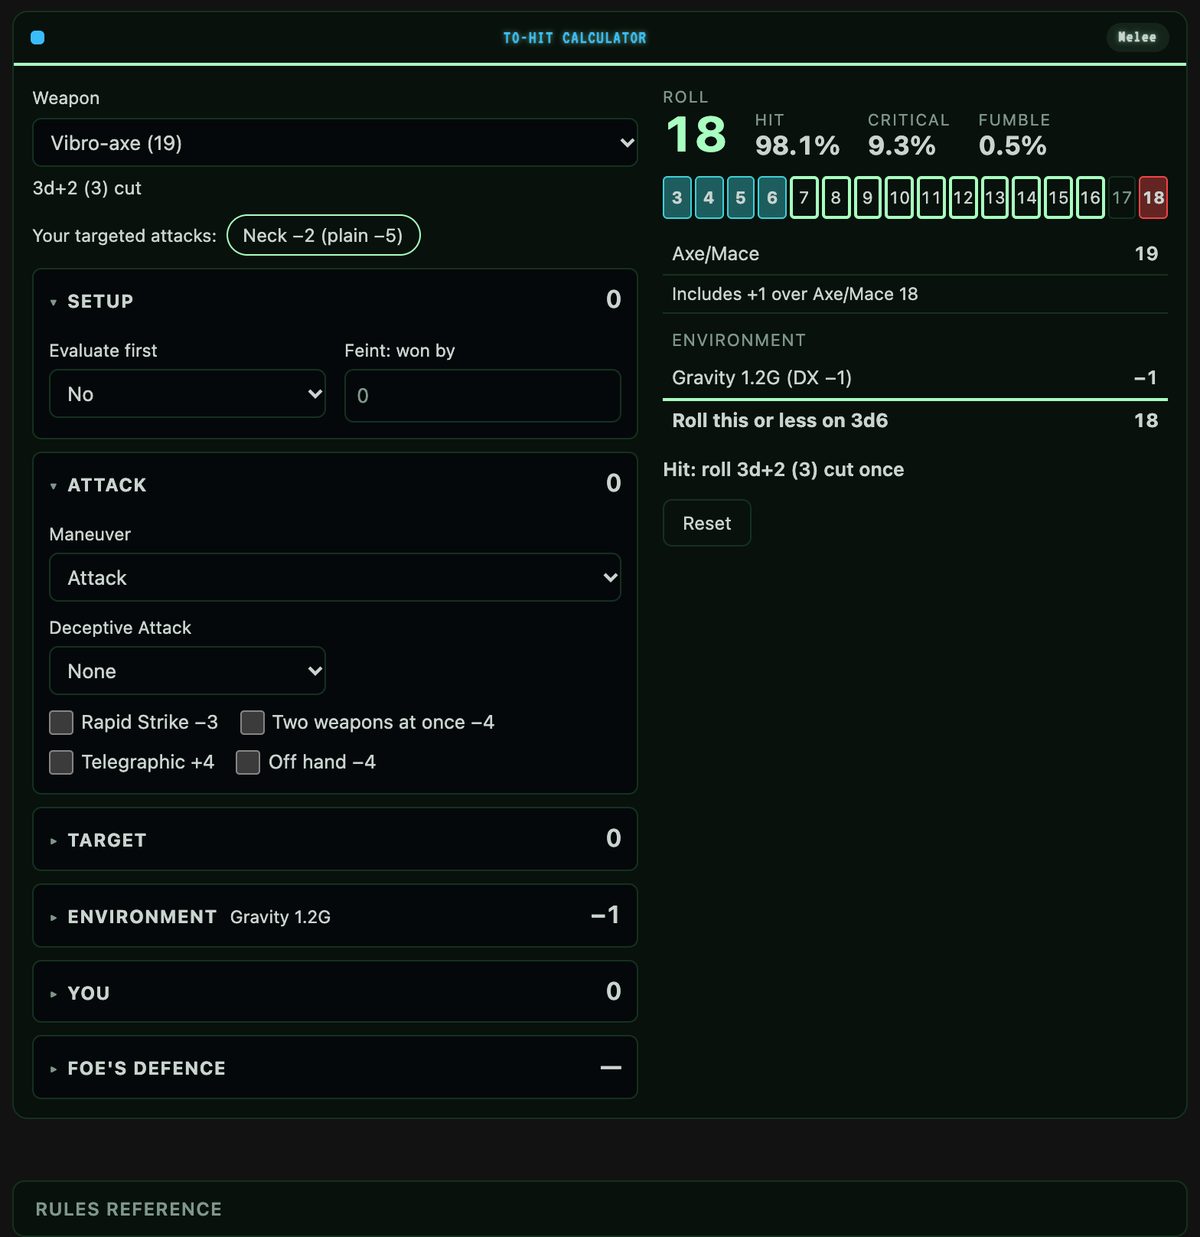 TO-HIT CALCULATOR
Melee
Weapon
Vibro-axe (19)
3d+2 (3) cut
Your targeted attacks: Neck −2 (plain −5)
▾ SETUP 0
Evaluate first
No
Feint: won by
0
▾ ATTACK 0
Maneuver
Attack
Deceptive Attack
None
Rapid Strike −3
Two weapons at once −4
Telegraphic +4
Off hand −4
▸ TARGET 0
▸ ENVIRONMENT Gravity 1.2G −1
▸ YOU 0
▸ FOE'S DEFENCE —
ROLL
18
HIT
98.1%
CRITICAL
9.3%
FUMBLE
0.5%
3 4 5 6 7 8 9 10 11 12 13 14 15 16 17 18
Axe/Mace 19
Includes +1 over Axe/Mace 18
ENVIRONMENT
Gravity 1.2G (DX −1) −1
Roll this or less on 3d6 18
Hit: roll 3d+2 (3) cut once
Reset
RULES REFERENCE